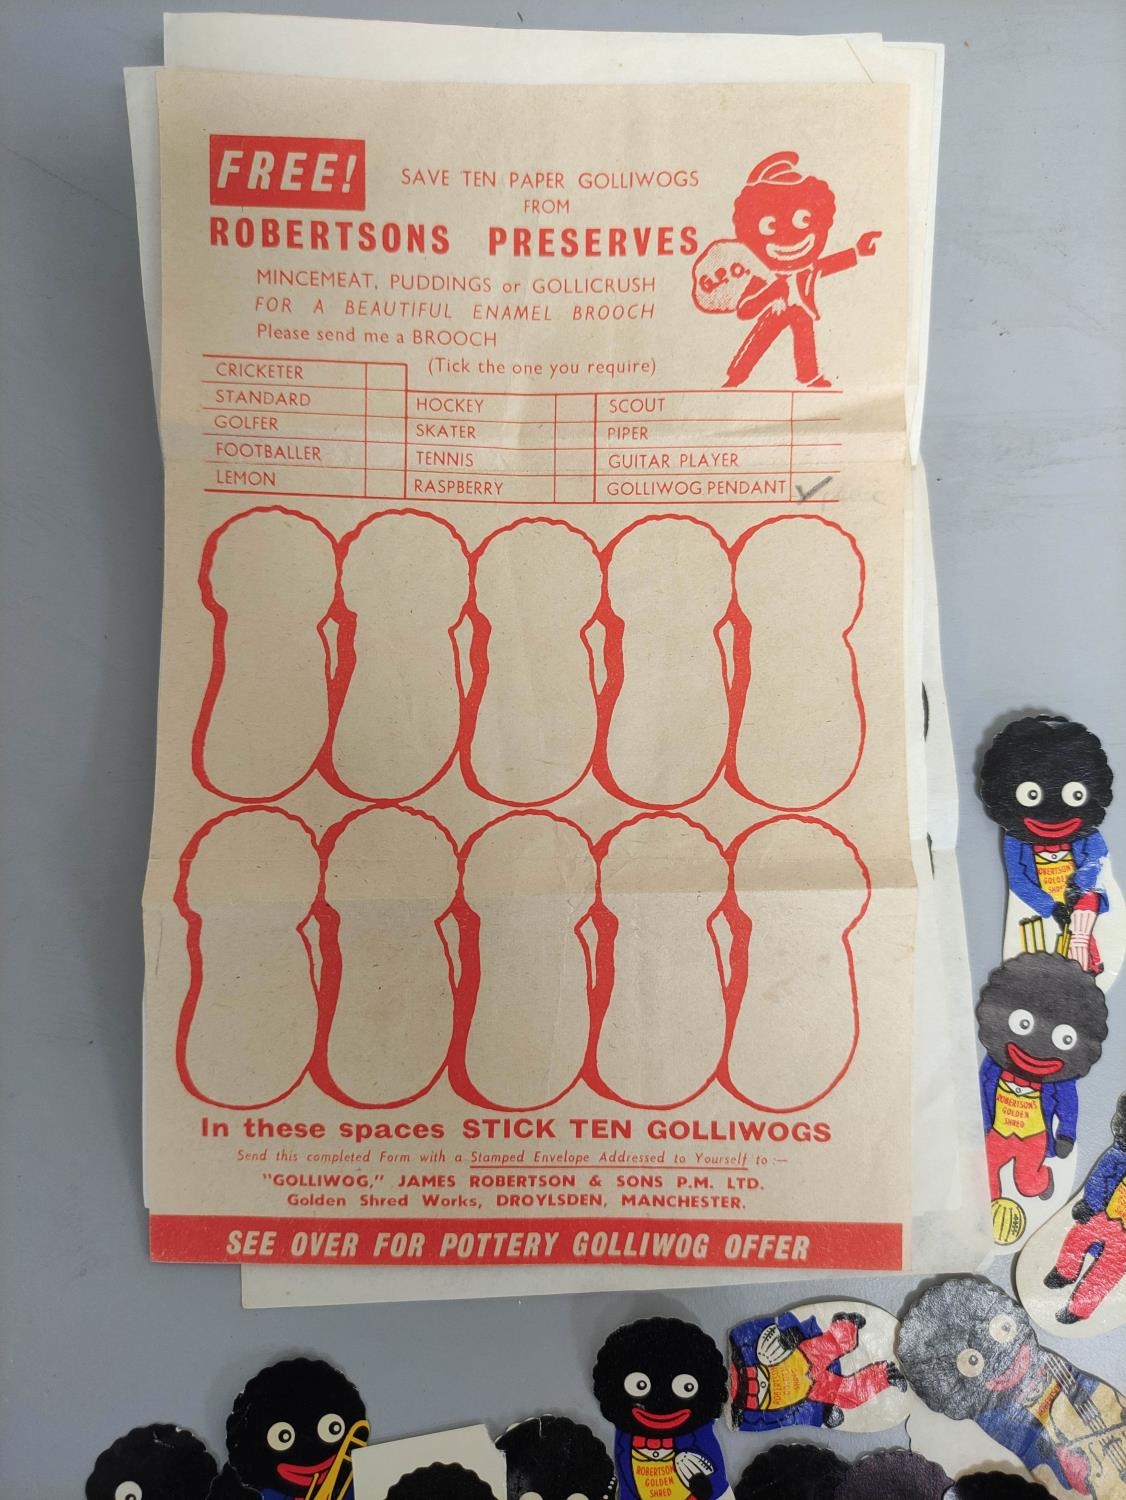 FREE!
SAVE TEN PAPER GOLLIWOGS
FROM
ROBERTSONS PRESERVES
MINCEMEAT, PUDDINGS or GOLLICRUSH
FOR A BEAUTIFUL ENAMEL BROOCH
Please send me a BROOCH
(Tick the one you require)
G.P.O.
CRICKETER
STANDARD
GOLFER
FOOTBALLER
LEMON
HOCKEY
SKATER
TENNIS
RASPBERRY
SCOUT
PIPER
GUITAR PLAYER
GOLLIWOG PENDANT
In these spaces STICK TEN GOLLIWOGS
Send this completed Form with a Stamped Envelope Addressed to Yourself to :—
"GOLLIWOG," JAMES ROBERTSON & SONS P.M. LTD.
Golden Shred Works, DROYLSDEN, MANCHESTER.
SEE OVER FOR POTTERY GOLLIWOG OFFER
ROBERTSON'S
GOLDEN
SHRED
ROBERTSON
GOLDEN
SHRED